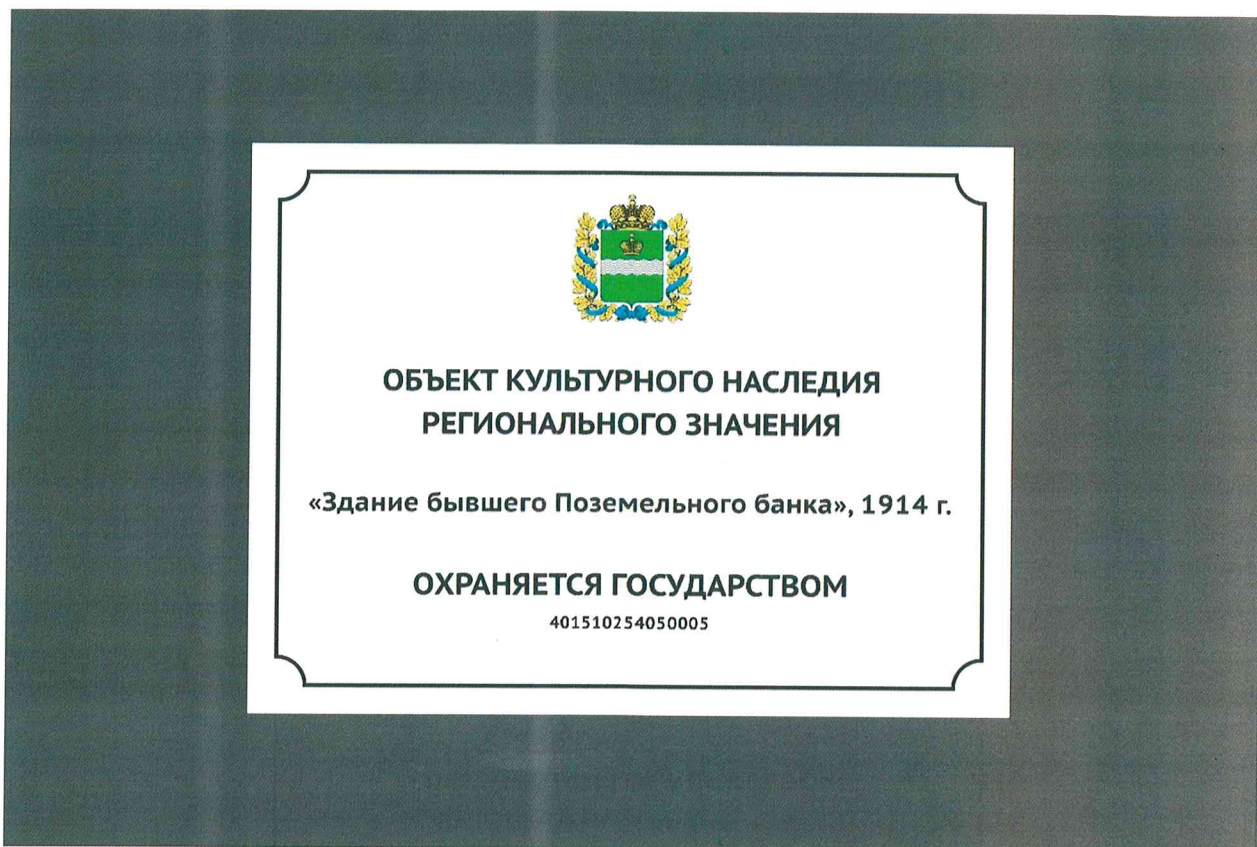 ОБЪЕКТ КУЛЬТУРНОГО НАСЛЕДИЯ
РЕГИОНАЛЬНОГО ЗНАЧЕНИЯ
«Здание бывшего Поземельного банка», 1914 г.
ОХРАНЯЕТСЯ ГОСУДАРСТВОМ
401510254050005